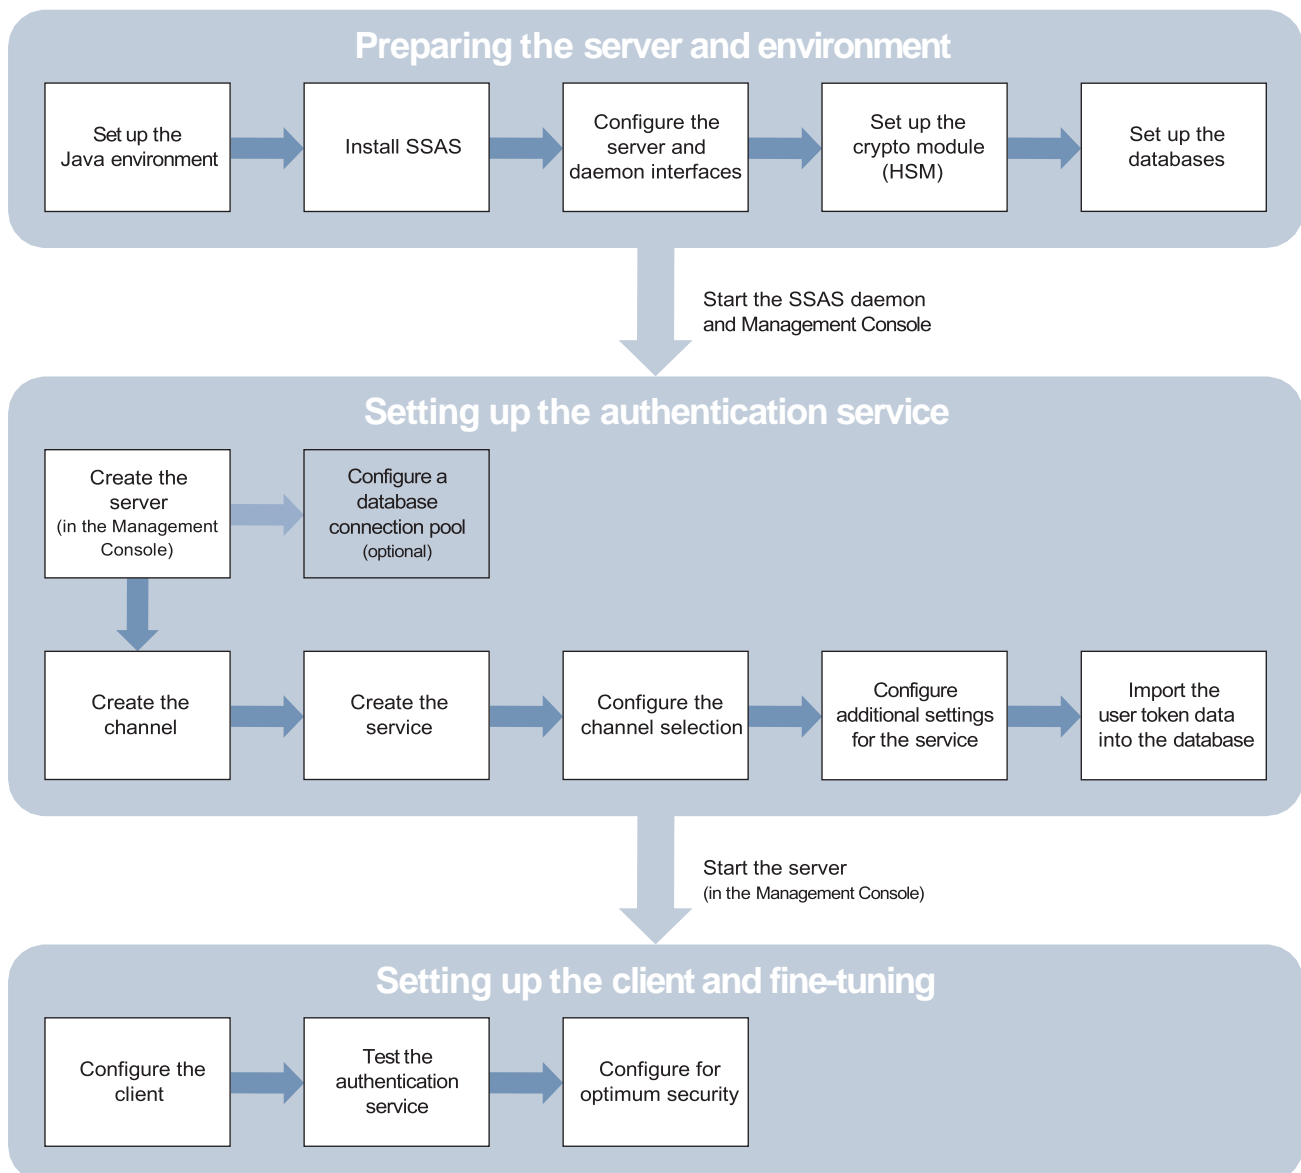 Preparing the server and environment
Set up the
Java environment
Install SSAS
Configure the
server and
daemon interfaces
Set up the
crypto module
(HSM)
Set up the
databases
Start the SSAS daemon
and Management Console
Setting up the authentication service
Create the
server
(in the Management
Console)
Configure a
database
connection pool
(optional)
Create the
channel
Create the
service
Configure the
channel selection
Configure
additional settings
for the service
Import the
user token data
into the database
Start the server
(in the Management Console)
Setting up the client and fine-tuning
Configure the
client
Test the
authentication
service
Configure for
optimum security